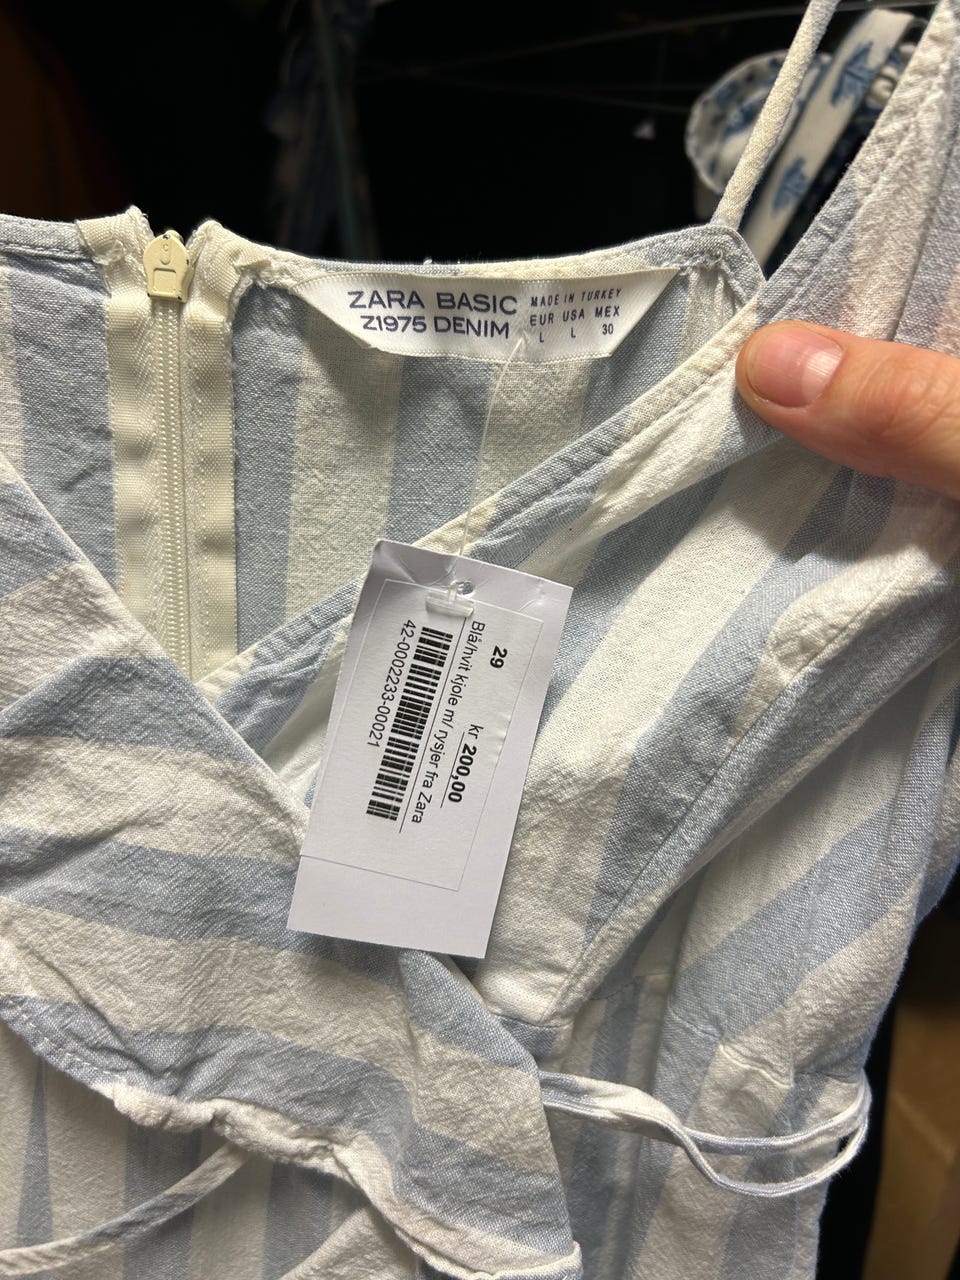 ZARA BASIC
Z1975 DENIM
MADE IN TURKEY
EUR USA MEX
L L 30
29 kr 200,00
Blå/hvit kjole m/ rysjer fra Zara
42-0002233-00021